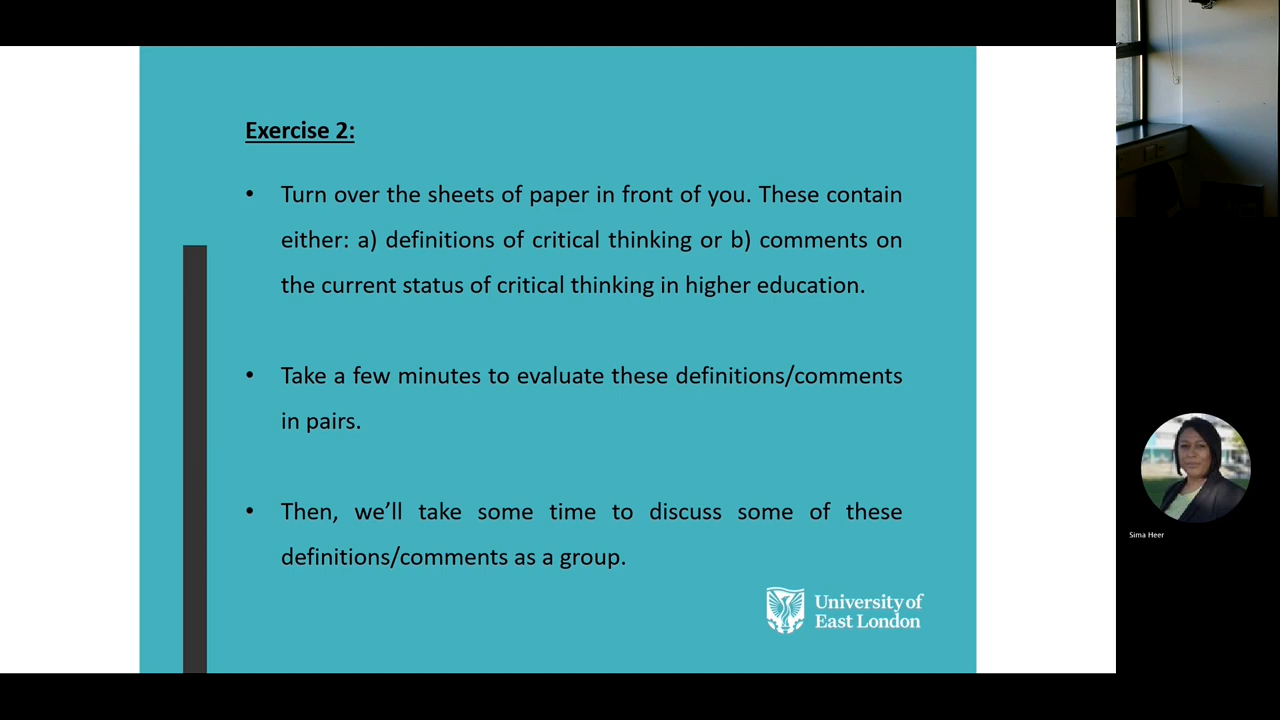 Exercise 2:
• Turn over the sheets of paper in front of you. These contain
either: a) definitions of critical thinking or b) comments on
the current status of critical thinking in higher education.
• Take a few minutes to evaluate these definitions/comments
in pairs.
• Then, we’ll take some time to discuss some of these
definitions/comments as a group.
University of
East London
Sima Heer